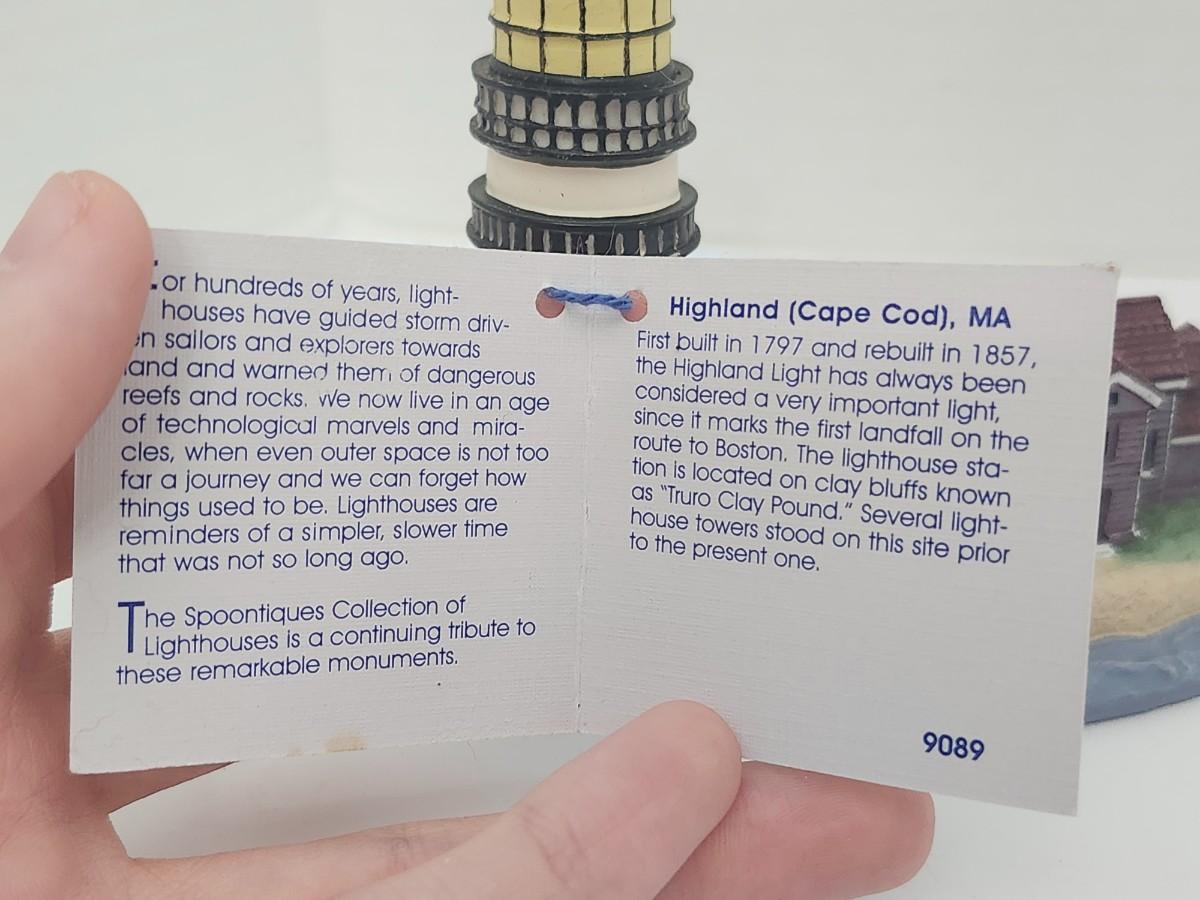 For hundreds of years, light-
houses have guided storm driv-
en sailors and explorers towards
land and warned them of dangerous
reefs and rocks. We now live in an age
of technological marvels and mira-
cles, when even outer space is not too
far a journey and we can forget how
things used to be. Lighthouses are
reminders of a simpler, slower time
that was not so long ago.
The Spoontiques Collection of
Lighthouses is a continuing tribute to
these remarkable monuments.
Highland (Cape Cod), MA
First built in 1797 and rebuilt in 1857,
the Highland Light has always been
considered a very important light,
since it marks the first landfall on the
route to Boston. The lighthouse sta-
tion is located on clay bluffs known
as "Truro Clay Pound." Several light-
house towers stood on this site prior
to the present one.
9089